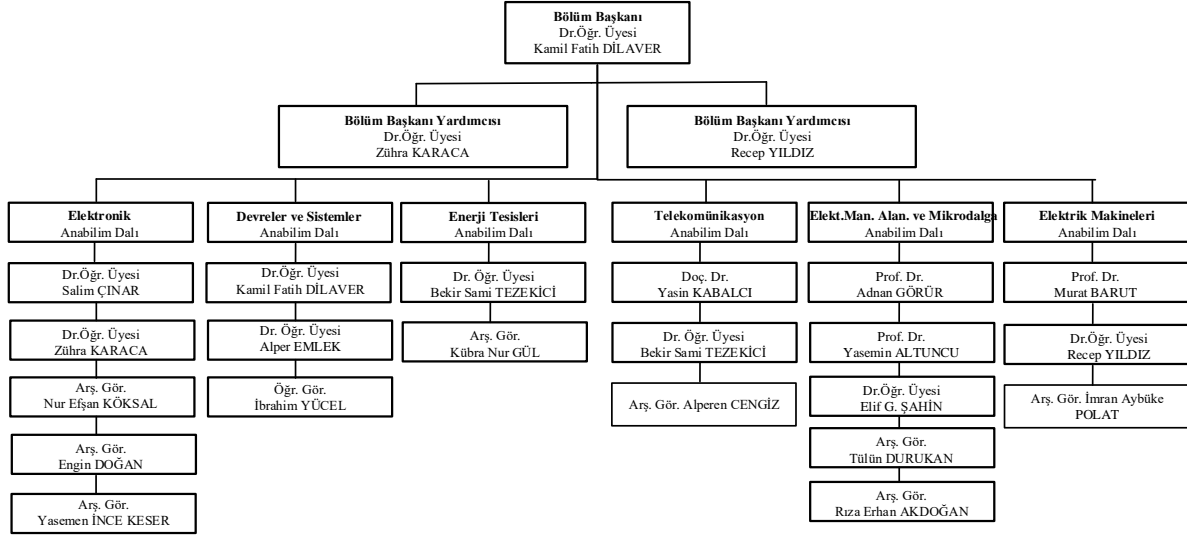 Bölüm Başkanı
Dr.Öğr. Üyesi
Kamil Fatih DİLAVER
Bölüm Başkanı Yardımcısı
Dr.Öğr. Üyesi
Zühra KARACA
Bölüm Başkanı Yardımcısı
Dr.Öğr. Üyesi
Recep YILDIZ
Elektronik
Anabilim Dalı
Dr.Öğr. Üyesi
Salim ÇINAR
Dr.Öğr. Üyesi
Zühra KARACA
Arş. Gör.
Nur Efşan KÖKSAL
Arş. Gör.
Engin DOĞAN
Arş. Gör.
Yasemen İNCE KESER
Devreler ve Sistemler
Anabilim Dalı
Dr.Öğr. Üyesi
Kamil Fatih DİLAVER
Dr. Öğr. Üyesi
Alper EMLEK
Öğr. Gör.
İbrahim YÜCEL
Enerji Tesisleri
Anabilim Dalı
Dr. Öğr. Üyesi
Bekir Sami TEZEKİCİ
Arş. Gör.
Kübra Nur GÜL
Telekomünikasyon
Anabilim Dalı
Doç. Dr.
Yasin KABALCI
Dr. Öğr. Üyesi
Bekir Sami TEZEKİCİ
Arş. Gör. Alperen CENGİZ
Elekt.Man. Alan. ve Mikrodalga
Anabilim Dalı
Prof. Dr.
Adnan GÖRÜR
Prof. Dr.
Yasemin ALTUNCU
Dr.Öğr. Üyesi
Elif G. ŞAHİN
Arş. Gör.
Tülün DURUKAN
Arş. Gör.
Rıza Erhan AKDOĞAN
Elektrik Makineleri
Anabilim Dalı
Prof. Dr.
Murat BARUT
Dr.Öğr. Üyesi
Recep YILDIZ
Arş. Gör. İmran Aybüke
POLAT